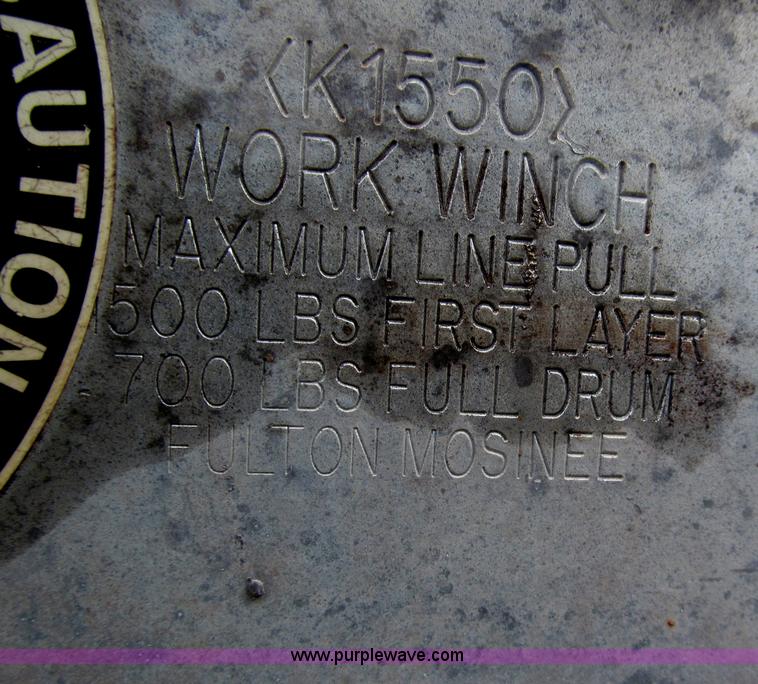 CAUTION
<K1550>
WORK WINCH
MAXIMUM LINE PULL
1500 LBS FIRST LAYER
700 LBS FULL DRUM
FULTON MOSINEE
www.purplewave.com